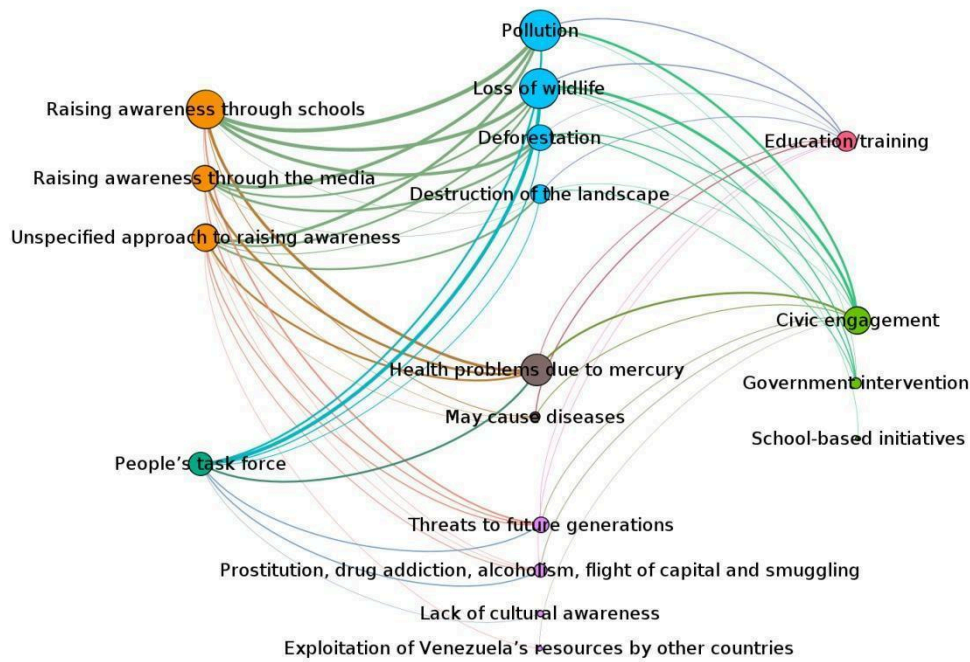 Pollution
Loss of wildlife
Raising awareness through schools
Deforestation
Education/training
Raising awareness through the media
Destruction of the landscape
Unspecified approach to raising awareness
Civic engagement
Health problems due to mercury
Government intervention
May cause diseases
School-based initiatives
People's task force
Threats to future generations
Prostitution, drug addiction, alcoholism, flight of capital and smuggling
Lack of cultural awareness
Exploitation of Venezuela's resources by other countries